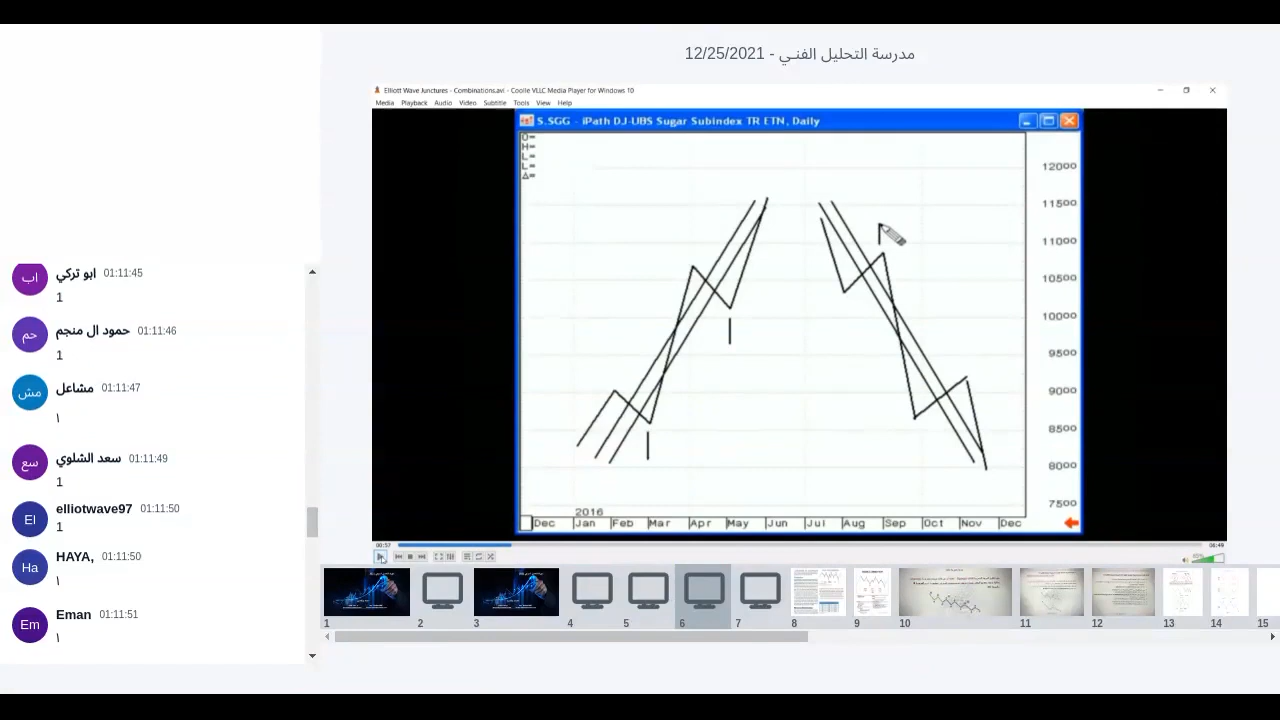 مدرسة التحليل الفني - 12/25/2021
Elliott Wave Junctures - Combinations.avi - Coolle VLLC Media Player for Windows 10
Media Playback Audio Video Subtitle Tools View Help
S.SGG - iPath DJ-UBS Sugar Subindex TR ETN, Daily
O=
H=
L=
L=
Δ=
12000
11500
11000
10500
10000
9500
9000
8500
8000
7500
2016
Dec Jan Feb Mar Apr May Jun Jul Aug Sep Oct Nov Dec
00:57
06:49
اب ابو تركي 01:11:45
1
حم حمود ال منجم 01:11:46
1
مش مشاعل 01:11:47
١
سع سعد الشلوي 01:11:49
1
El elliotwave97 01:11:50
1
Ha HAYA, 01:11:50
١
Em Eman 01:11:51
١
1 2 3 4 5 6 7 8 9 10 11 12 13 14 15